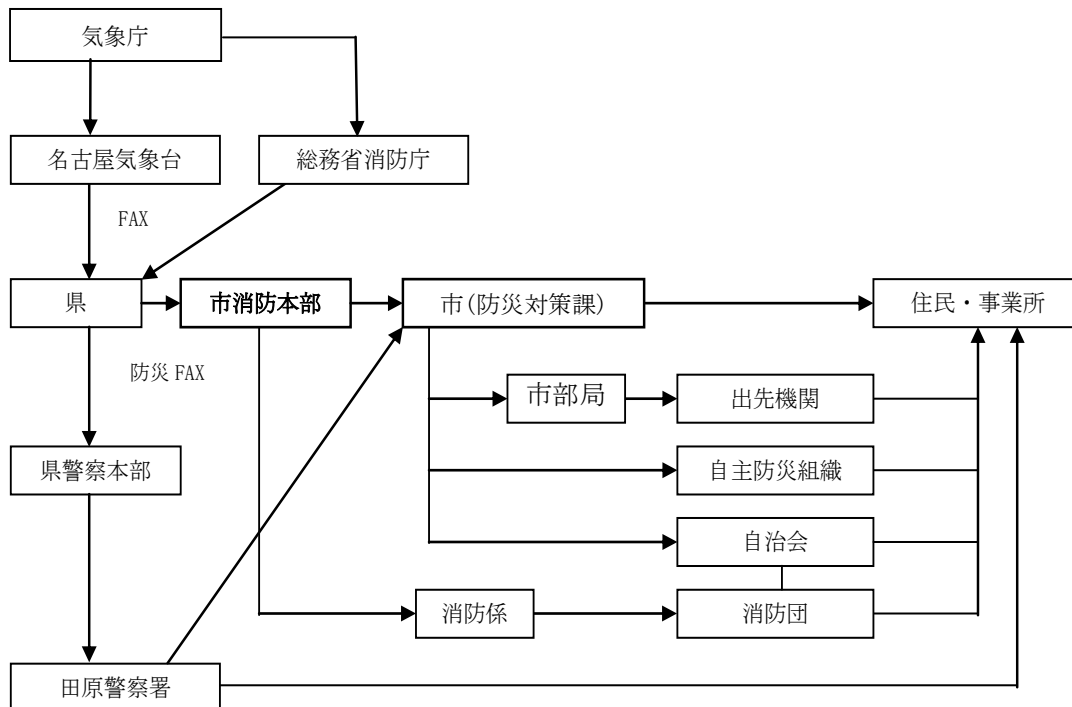 気象庁
名古屋気象台
総務省消防庁
FAX
県
市消防本部
市(防災対策課)
住民・事業所
防災 FAX
市部局
出先機関
県警察本部
自主防災組織
自治会
消防係
消防団
田原警察署